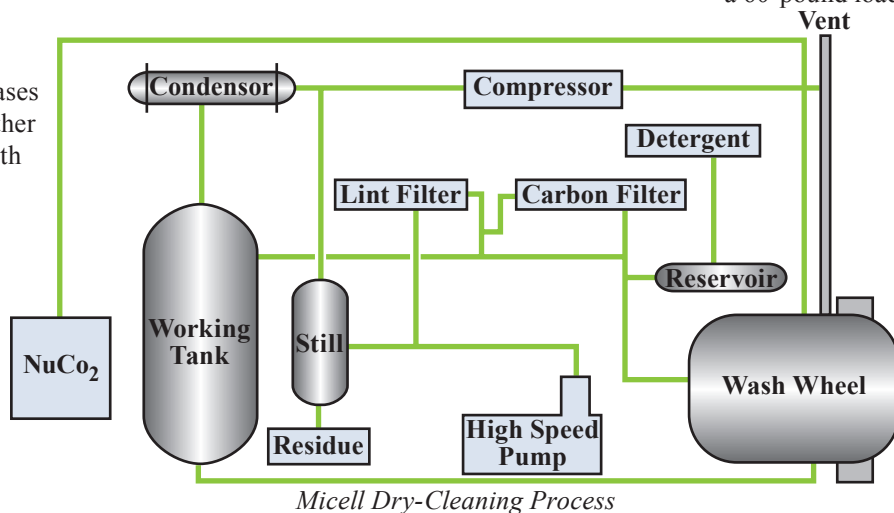 a 60-pound load
Vent
ases
ther
th
Condensor
Compressor
Detergent
Lint Filter
Carbon Filter
Reservoir
Working
Tank
Still
NuCo₂
Wash Wheel
Residue
High Speed
Pump
Micell Dry-Cleaning Process